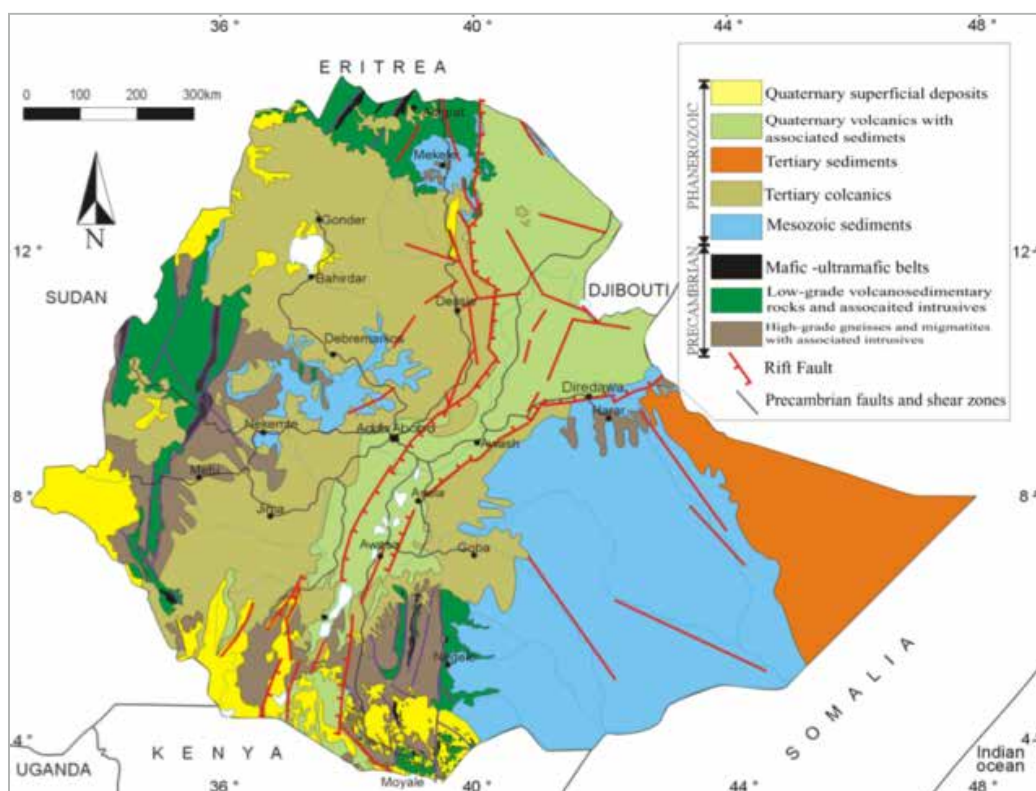 36 °
40 °
48 °
ERITREA
0 100 200 300km
N
Mekele
Gonder
12 °
Bahirdar
SUDAN
DJIBOUTI
Dessie
Debremarkos
Diredawa
Harar
Nekemte
Addis Ababa
Awash
Metu
8 °
8 °
Jima
Asela
Awasa
Goba
Negele
4 °
4 °
KENYA
UGANDA
Moyale
SOMALIA
Indian
ocean
36 °
40 °
44 °
48 °
PHANEROZOIC
Quaternary superficial deposits
Quaternary volcanics with
associated sedimets
Tertiary sediments
Tertiary colcanics
Mesozoic sediments
PRECAMBRIAN
Mafic -ultramafic belts
Low-grade volcanosedimentary
rocks and assocaited intrusives
High-grade gneisses and migmatites
with associated intrusives
Rift Fault
Precambrian faults and shear zones